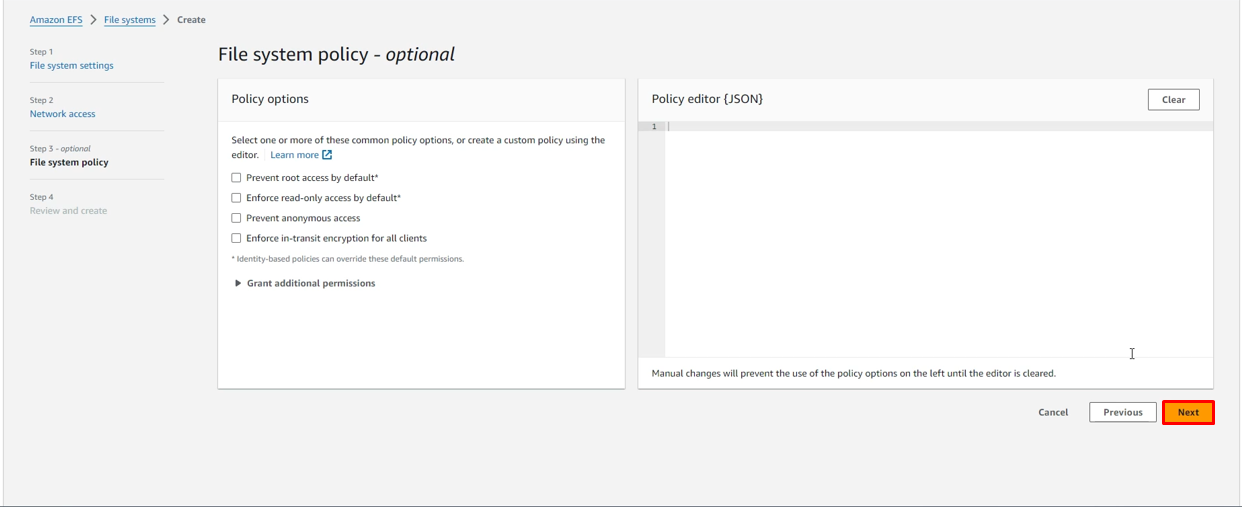 Amazon EFS > File systems > Create
Step 1
File system settings
Step 2
Network access
Step 3 - optional
File system policy
Step 4
Review and create
File system policy - optional
Policy options
Select one or more of these common policy options, or create a custom policy using the
editor. Learn more
Prevent root access by default*
Enforce read-only access by default*
Prevent anonymous access
Enforce in-transit encryption for all clients
* Identity-based policies can override these default permissions.
Grant additional permissions
Policy editor {JSON}
Clear
1
Manual changes will prevent the use of the policy options on the left until the editor is cleared.
Cancel
Previous
Next